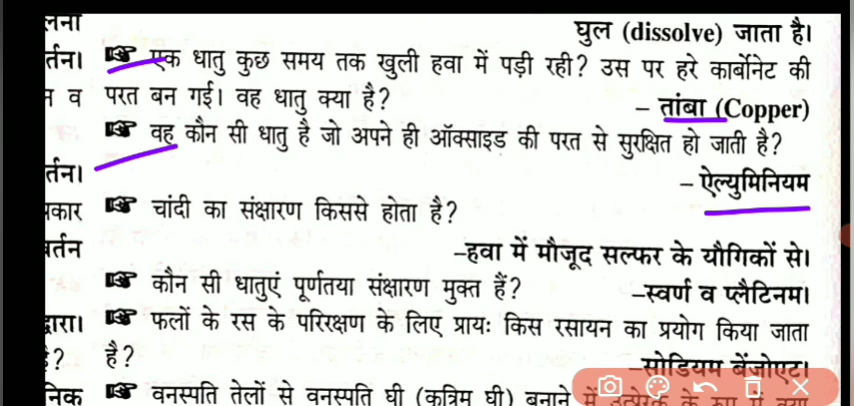 लना
घुल (dissolve) जाता है।
र्तन। ☞ एक धातु कुछ समय तक खुली हवा में पड़ी रही? उस पर हरे कार्बोनेट की
न व परत बन गई। वह धातु क्या है?
– तांबा (Copper)
☞ वह कौन सी धातु है जो अपने ही ऑक्साइड की परत से सुरक्षित हो जाती है?
र्तन।
– ऐल्युमिनियम
कार ☞ चांदी का संक्षारण किससे होता है?
र्तन
–हवा में मौजूद सल्फर के यौगिकों से।
☞ कौन सी धातुएं पूर्णतया संक्षारण मुक्त हैं?
–स्वर्ण व प्लैटिनम।
द्वारा। ☞ फलों के रस के परिरक्षण के लिए प्रायः किस रसायन का प्रयोग किया जाता
? है?
–सोडियम बेंजोएट।
निक ☞ वनस्पति तेलों से वनस्पति घी (कृत्रिम घी) बनाने में